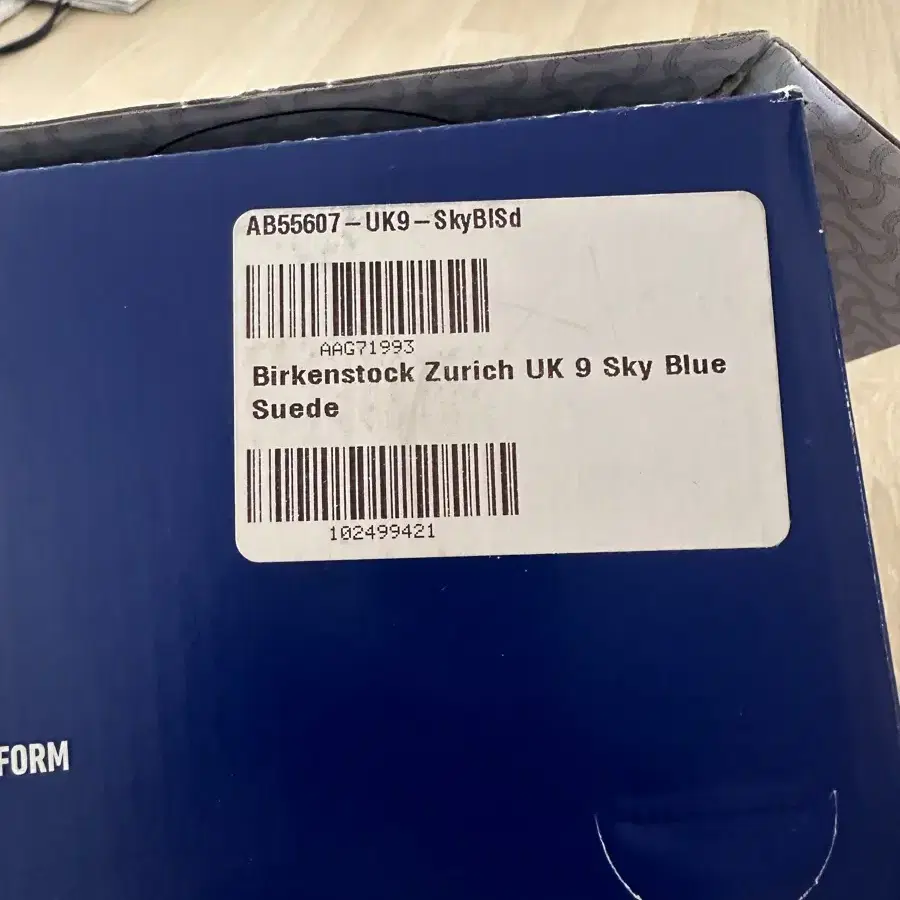 AB55607-UK9-SkyBlSd
AAG71993
Birkenstock Zurich UK 9 Sky Blue
Suede
102499421
FORM